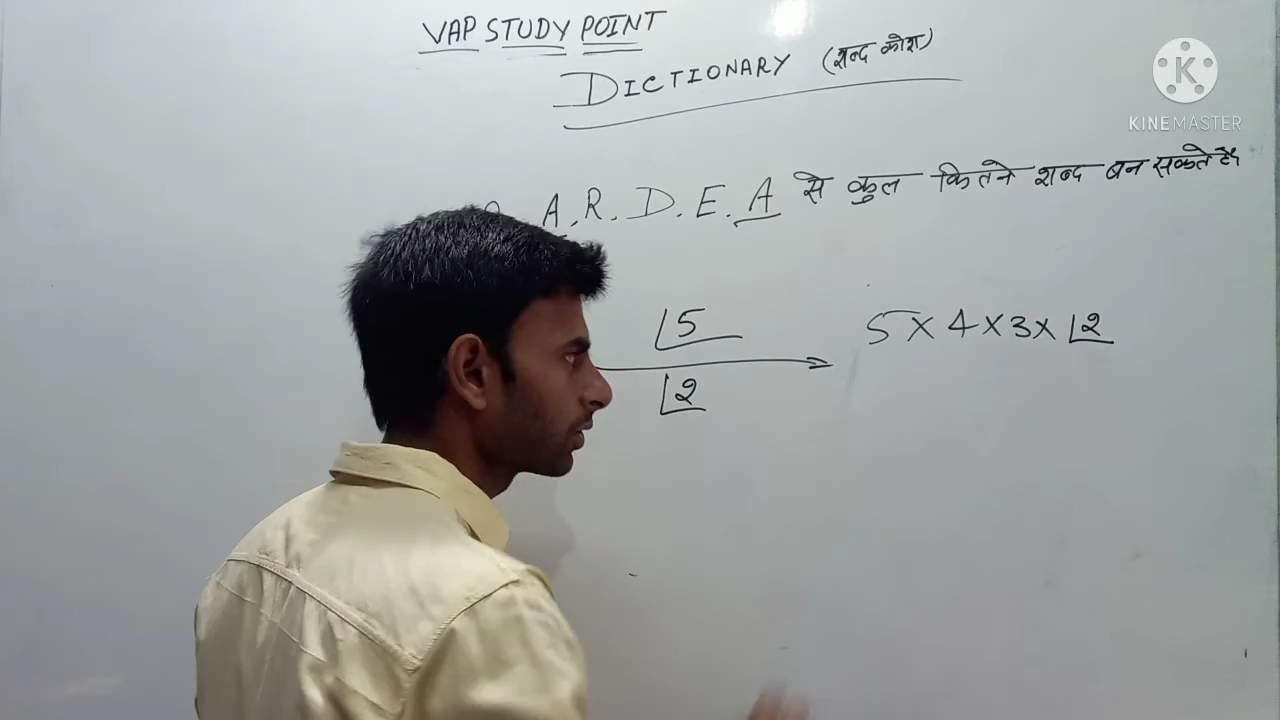 VAP STUDY POINT
DICTIONARY (शब्द कोश)
A. R. D. E. A से कुल कितने शब्द बन सकते हैं
KINEMASTER
5 5×4×3×2
2